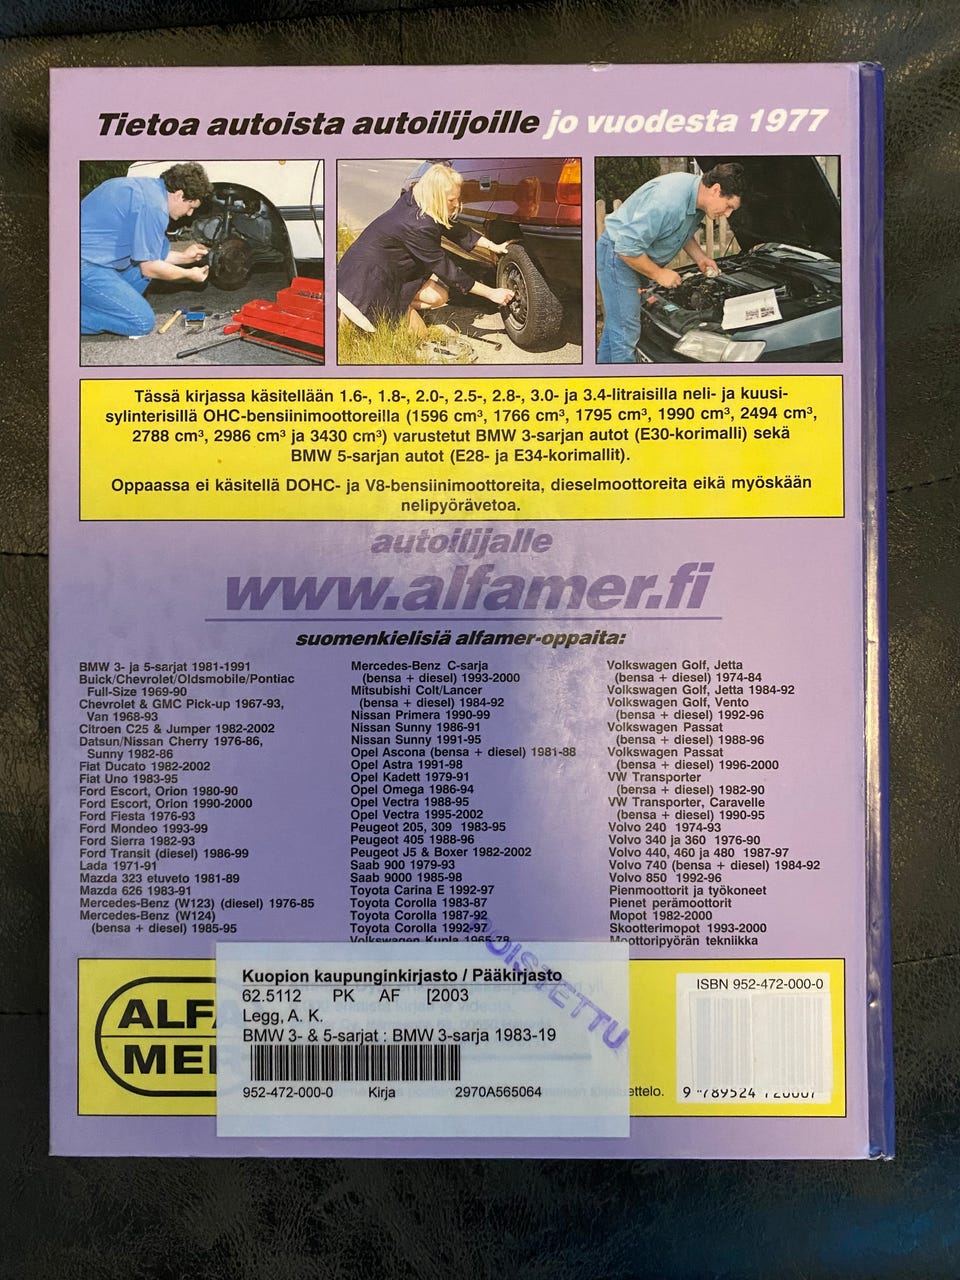 Tietoa autoista autoilijoille jo vuodesta 1977
Tässä kirjassa käsitellään 1.6-, 1.8-, 2.0-, 2.5-, 2.8-, 3.0- ja 3.4-litraisilla neli- ja kuusi-
sylinterisillä OHC-bensiinimoottoreilla (1596 cm³, 1766 cm³, 1795 cm³, 1990 cm³, 2494 cm³,
2788 cm³, 2986 cm³ ja 3430 cm³) varustetut BMW 3-sarjan autot (E30-korimalli) sekä
BMW 5-sarjan autot (E28- ja E34-korimallit).
Oppaassa ei käsitellä DOHC- ja V8-bensiinimoottoreita, dieselmoottoreita eikä myöskään
nelipyörävetoa.
autoilijalle
www.alfamer.fi
suomenkielisiä alfamer-oppaita:
BMW 3- ja 5-sarjat 1981-1991
Buick/Chevrolet/Oldsmobile/Pontiac
Full-Size 1969-90
Chevrolet & GMC Pick-up 1967-93,
Van 1968-93
Citroen C25 & Jumper 1982-2002
Datsun/Nissan Cherry 1976-86,
Sunny 1982-86
Fiat Ducato 1982-2002
Fiat Uno 1983-95
Ford Escort, Orion 1980-90
Ford Escort, Orion 1990-2000
Ford Fiesta 1976-93
Ford Mondeo 1993-99
Ford Sierra 1982-93
Ford Transit (diesel) 1986-99
Lada 1971-91
Mazda 323 etuveto 1981-89
Mazda 626 1983-91
Mercedes-Benz (W123) (diesel) 1976-85
Mercedes-Benz (W124)
(bensa + diesel) 1985-95
Mercedes-Benz C-sarja
(bensa + diesel) 1993-2000
Mitsubishi Colt/Lancer
(bensa + diesel) 1984-92
Nissan Primera 1990-99
Nissan Sunny 1986-91
Nissan Sunny 1991-95
Opel Ascona (bensa + diesel) 1981-88
Opel Astra 1991-98
Opel Kadett 1979-91
Opel Omega 1986-94
Opel Vectra 1988-95
Opel Vectra 1995-2002
Peugeot 205, 309 1983-95
Peugeot 405 1988-96
Peugeot J5 & Boxer 1982-2002
Saab 900 1979-93
Saab 9000 1985-98
Toyota Carina E 1992-97
Toyota Corolla 1983-87
Toyota Corolla 1987-92
Toyota Corolla 1992-97
Volkswagen Kupla 1965-78
Volkswagen Golf, Jetta
(bensa + diesel) 1974-84
Volkswagen Golf, Jetta 1984-92
Volkswagen Golf, Vento
(bensa + diesel) 1992-96
Volkswagen Passat
(bensa + diesel) 1988-96
Volkswagen Passat
(bensa + diesel) 1996-2000
VW Transporter
(bensa + diesel) 1982-90
VW Transporter, Caravelle
(bensa + diesel) 1990-95
Volvo 240 1974-93
Volvo 340 ja 360 1976-90
Volvo 440, 460 ja 480 1987-97
Volvo 740 (bensa + diesel) 1984-92
Volvo 850 1992-96
Pienmoottorit ja työkoneet
Pienet perämoottorit
Mopot 1982-2000
Skootterimopot 1993-2000
Moottoripyörän tekniikka
POISTETTU
ALFA
MER
Kuopion kaupunginkirjasto / Pääkirjasto
62.5112 PK AF [2003
Legg, A. K.
BMW 3- & 5-sarjat : BMW 3-sarja 1983-19
952-472-000-0 Kirja 2970A565064
ISBN 952-472-000-0
9 789524 720007